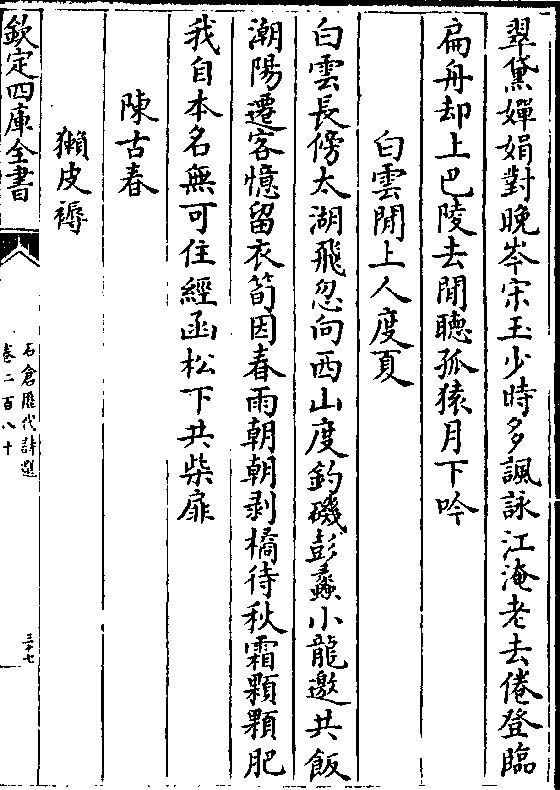 翠黛嬋娟對晚岑宋玉少時多諷詠江淹老去倦登臨
扁舟却上巴陵去閒聽孤猿月下吟
白雲閒上人度夏
白雲長傍太湖飛忽向西山度釣磯彭蠡小龍邀共飯
潮陽遷客憶留衣筍因春雨朝朝剥橘待秋霜顆顆肥
我自本名無可住經函松下共柴扉
陳古春
獺皮褥
欽定四庫全書
石倉歷代詩選
卷二百八十
三十七